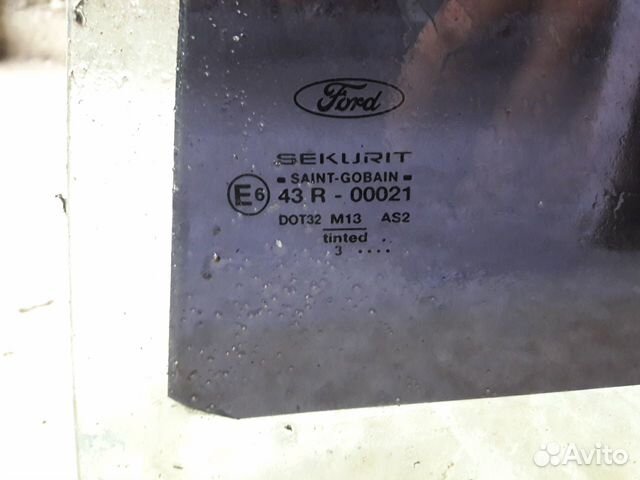 Ford
SEKURIT
SAINT-GOBAIN
E6 43 R - 00021
DOT32 M13 AS2
tinted
3 ....
Avito